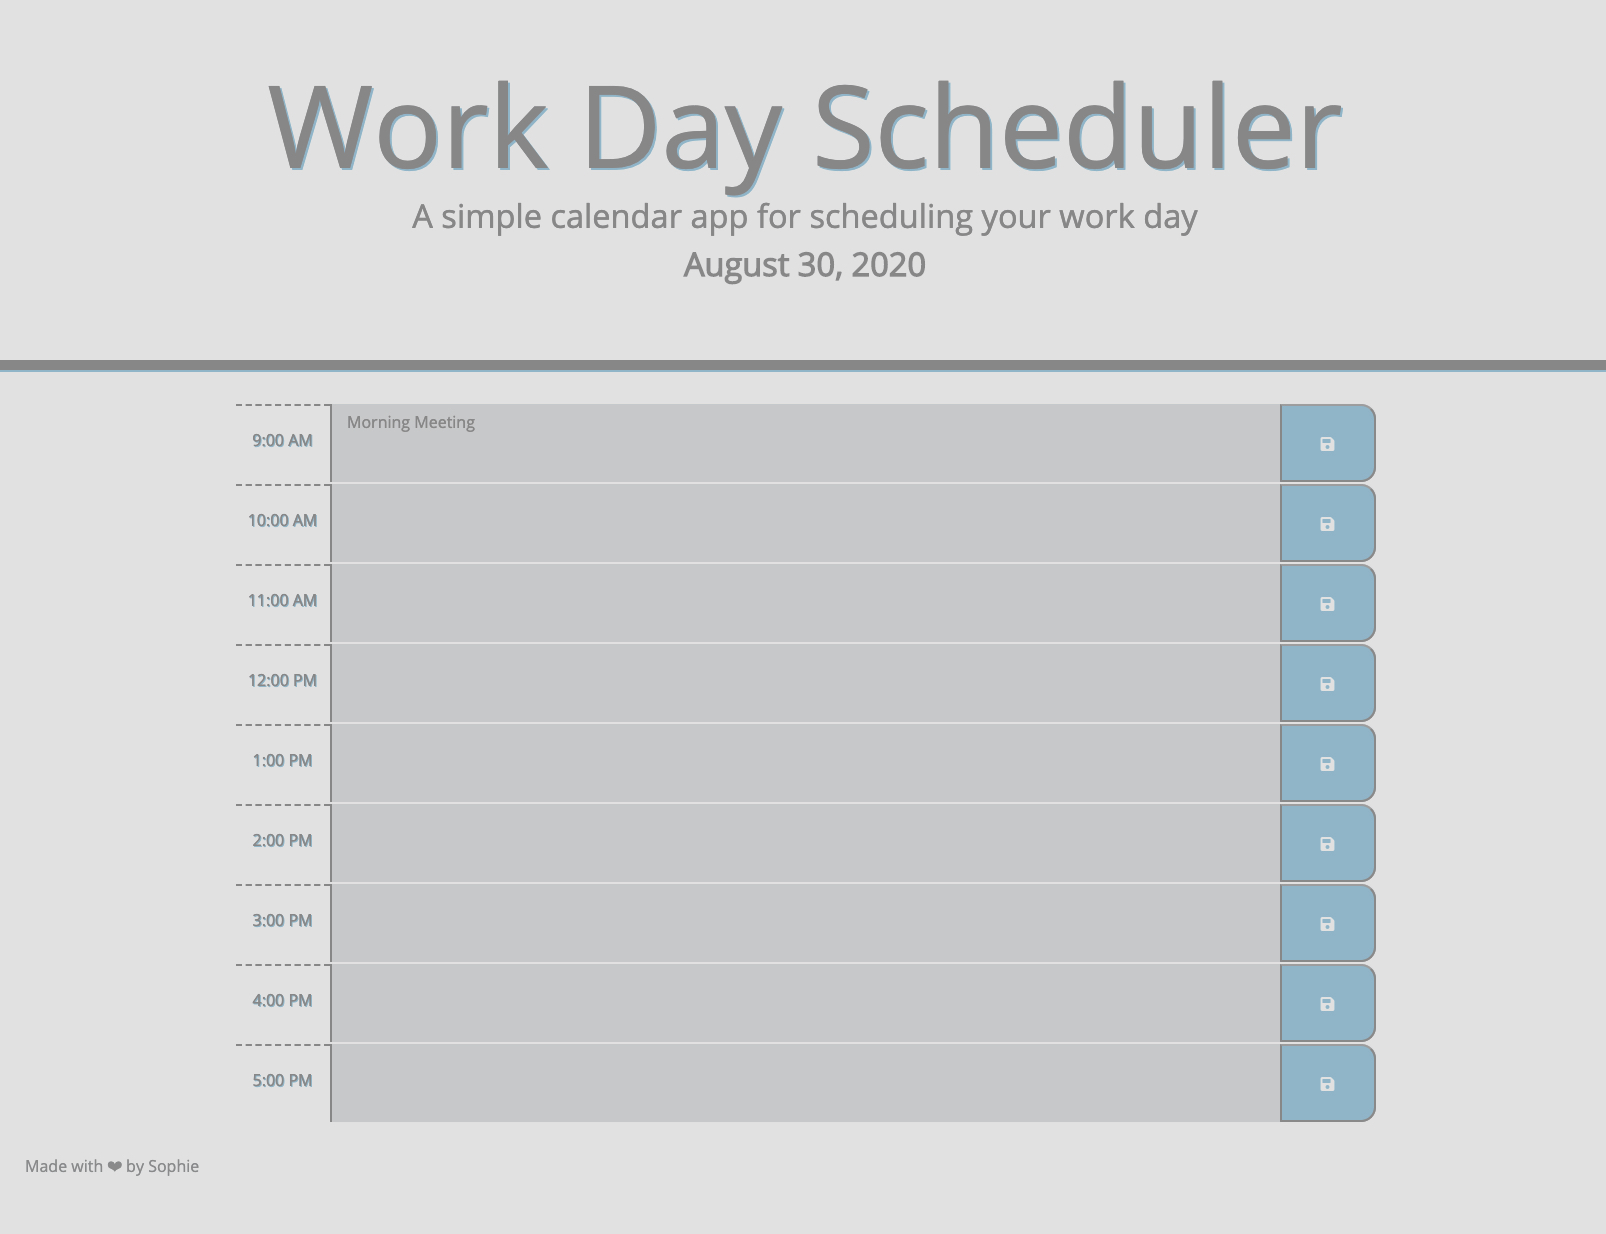 Work Day Scheduler
A simple calendar app for scheduling your work day
August 30, 2020
9:00 AM Morning Meeting
10:00 AM
11:00 AM
12:00 PM
1:00 PM
2:00 PM
3:00 PM
4:00 PM
5:00 PM
Made with ❤ by Sophie